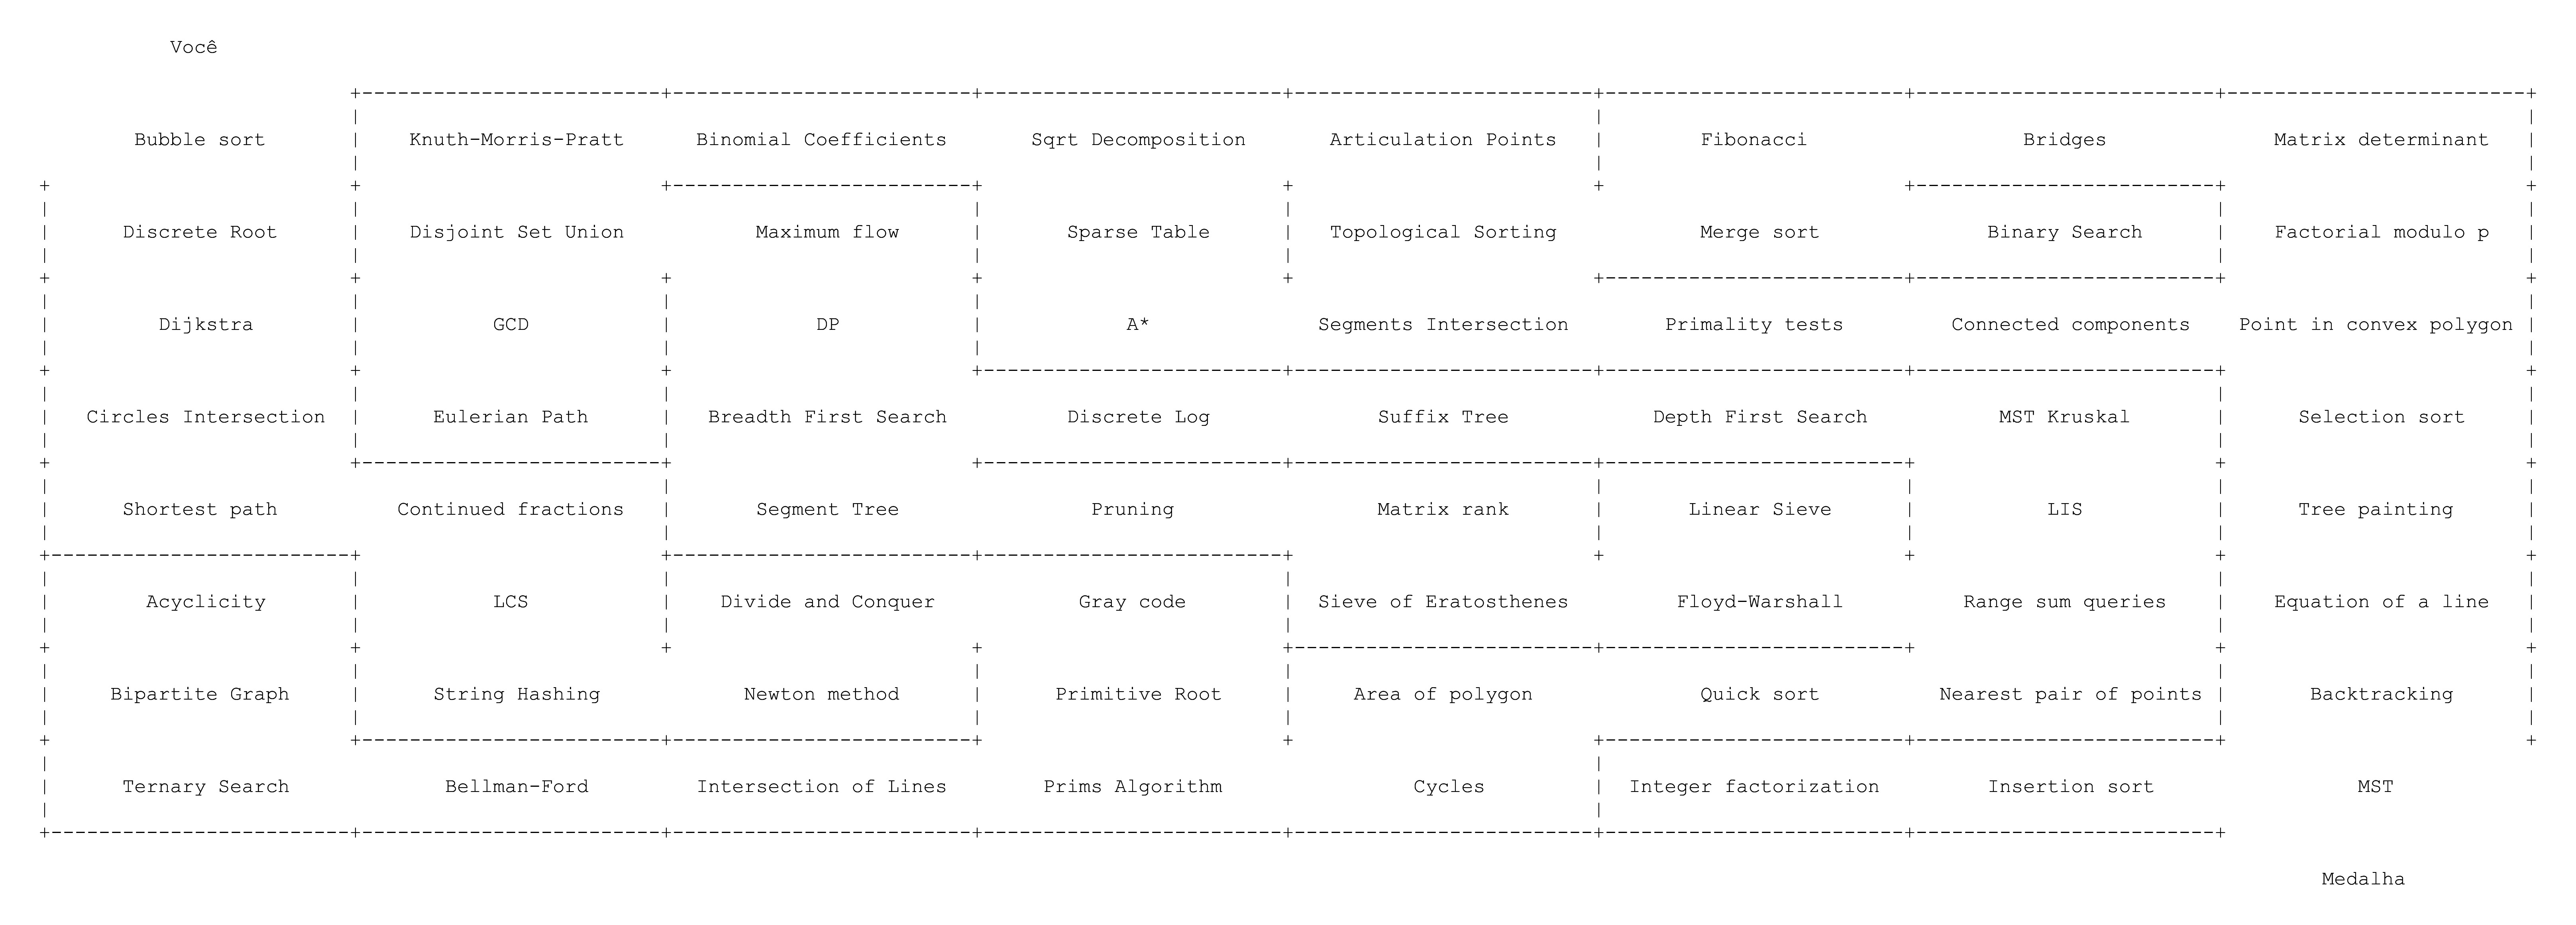 Você
Bubble sort Knuth-Morris-Pratt Binomial Coefficients Sqrt Decomposition Articulation Points Fibonacci Bridges Matrix determinant
Discrete Root Disjoint Set Union Maximum flow Sparse Table Topological Sorting Merge sort Binary Search Factorial modulo p
Dijkstra GCD DP A* Segments Intersection Primality tests Connected components Point in convex polygon
Circles Intersection Eulerian Path Breadth First Search Discrete Log Suffix Tree Depth First Search MST Kruskal Selection sort
Shortest path Continued fractions Segment Tree Pruning Matrix rank Linear Sieve LIS Tree painting
Acyclicity LCS Divide and Conquer Gray code Sieve of Eratosthenes Floyd-Warshall Range sum queries Equation of a line
Bipartite Graph String Hashing Newton method Primitive Root Area of polygon Quick sort Nearest pair of points Backtracking
Ternary Search Bellman-Ford Intersection of Lines Prims Algorithm Cycles Integer factorization Insertion sort MST
Medalha